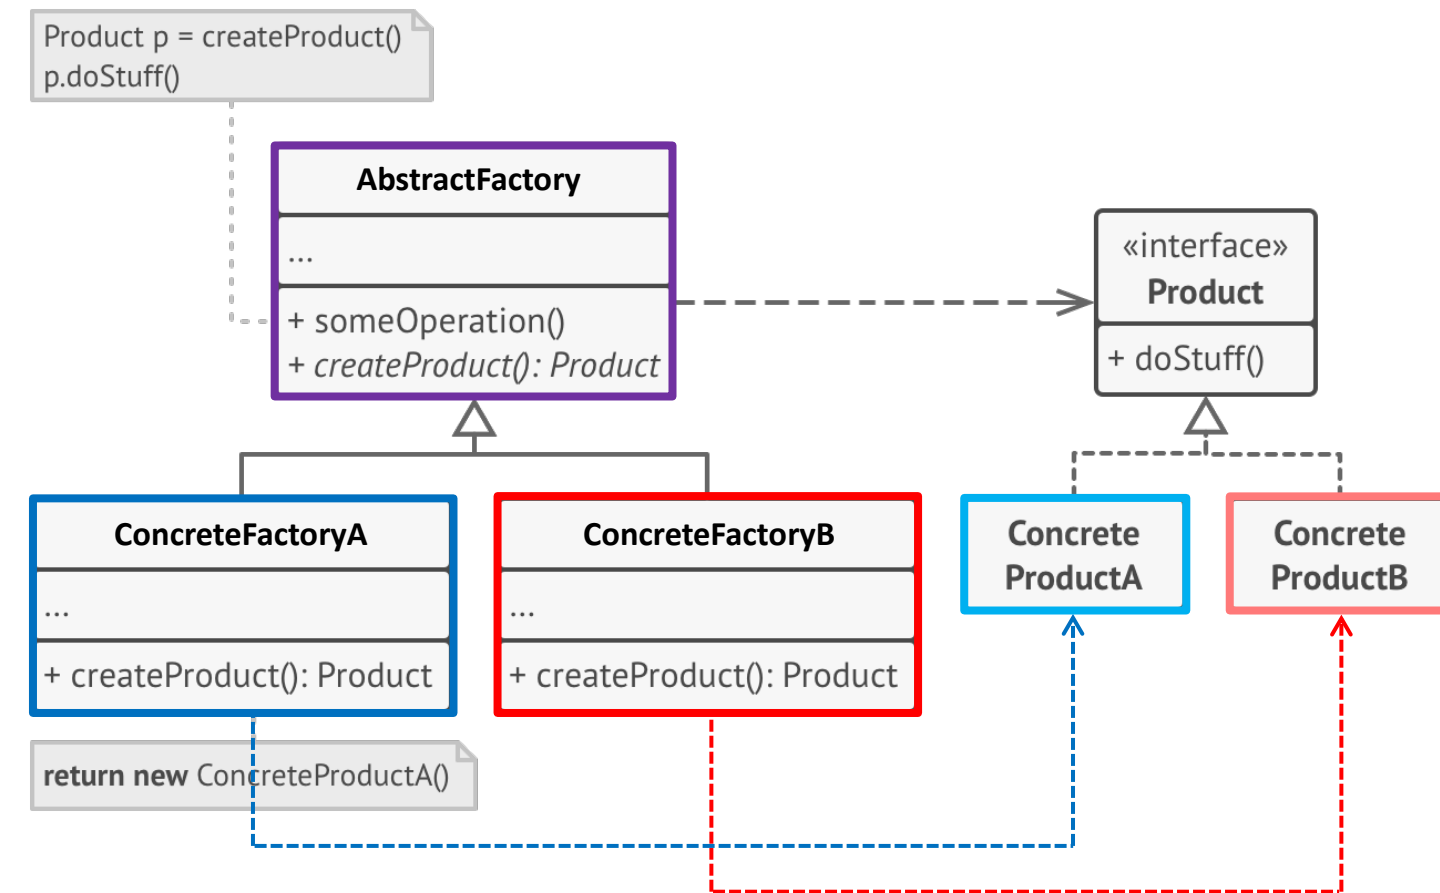 Product p = createProduct()
p.doStuff()
AbstractFactory
...
+ someOperation()
+ createProduct(): Product
«interface»
Product
+ doStuff()
ConcreteFactoryA
...
+ createProduct(): Product
ConcreteFactoryB
...
+ createProduct(): Product
Concrete
ProductA
Concrete
ProductB
return new ConcreteProductA()